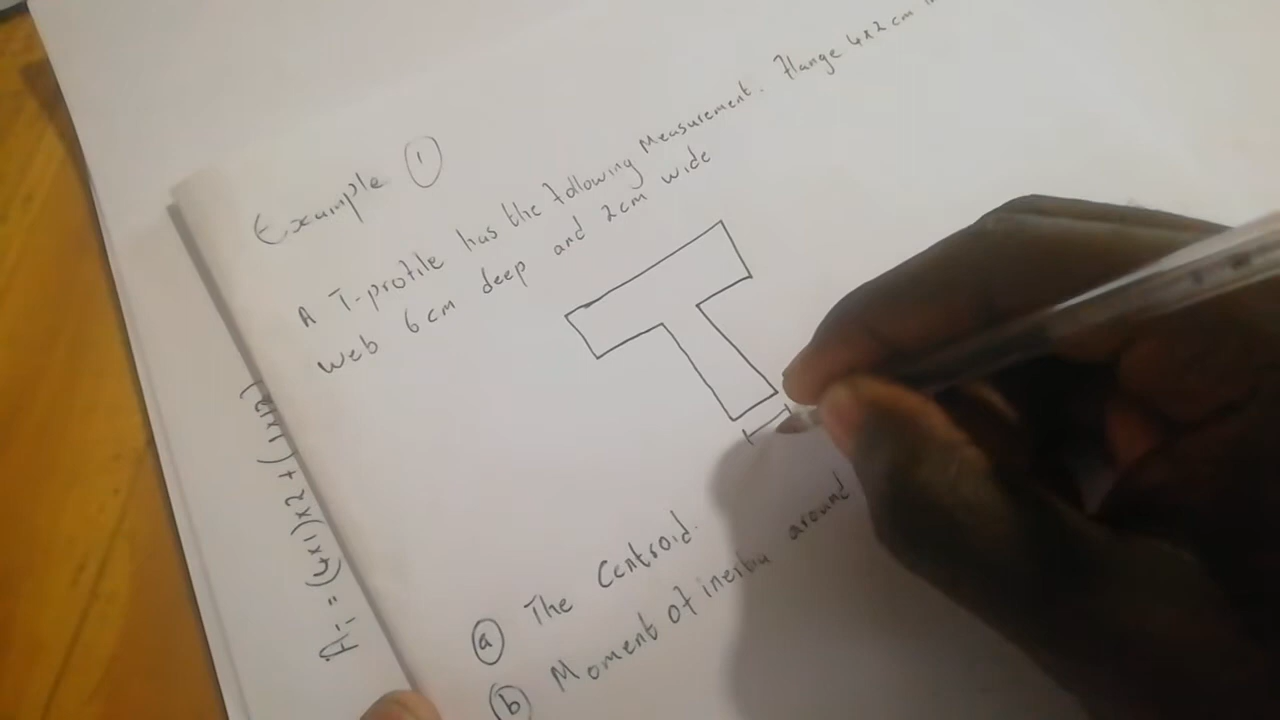 Example ①
A T-profile has the following Measurement. Flange 4x2cm
web 6cm deep and 2cm wide
ⓐ The Centroid.
ⓑ Moment of inertia around
= (4x1)x2 + (1x12)